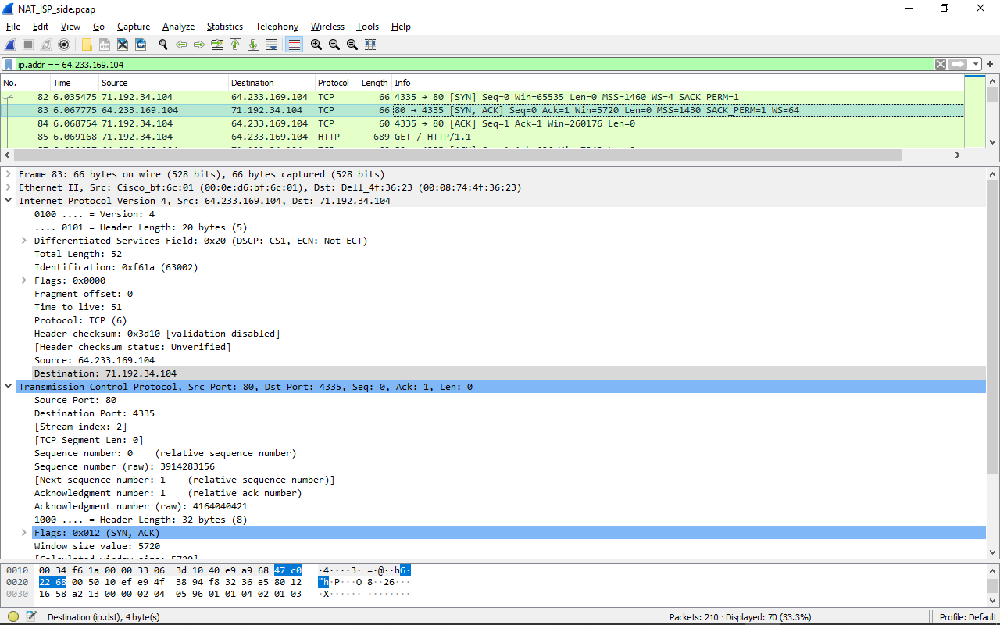 NAT_ISP_side.pcap
File Edit View Go Capture Analyze Statistics Telephony Wireless Tools Help
ip.addr == 64.233.169.104
No. Time Source Destination Protocol Length Info
82 6.035475 71.192.34.104 64.233.169.104 TCP 66 4335 → 80 [SYN] Seq=0 Win=65535 Len=0 MSS=1460 WS=4 SACK_PERM=1
83 6.067775 64.233.169.104 71.192.34.104 TCP 66 80 → 4335 [SYN, ACK] Seq=0 Ack=1 Win=5720 Len=0 MSS=1430 SACK_PERM=1 WS=64
84 6.068754 71.192.34.104 64.233.169.104 TCP 60 4335 → 80 [ACK] Seq=1 Ack=1 Win=260176 Len=0
85 6.069168 71.192.34.104 64.233.169.104 HTTP 689 GET / HTTP/1.1
Frame 83: 66 bytes on wire (528 bits), 66 bytes captured (528 bits)
Ethernet II, Src: Cisco_bf:6c:01 (00:0e:d6:bf:6c:01), Dst: Dell_4f:36:23 (00:08:74:4f:36:23)
Internet Protocol Version 4, Src: 64.233.169.104, Dst: 71.192.34.104
0100 .... = Version: 4
.... 0101 = Header Length: 20 bytes (5)
Differentiated Services Field: 0x20 (DSCP: CS1, ECN: Not-ECT)
Total Length: 52
Identification: 0xf61a (63002)
Flags: 0x0000
Fragment offset: 0
Time to live: 51
Protocol: TCP (6)
Header checksum: 0x3d10 [validation disabled]
[Header checksum status: Unverified]
Source: 64.233.169.104
Destination: 71.192.34.104
Transmission Control Protocol, Src Port: 80, Dst Port: 4335, Seq: 0, Ack: 1, Len: 0
Source Port: 80
Destination Port: 4335
[Stream index: 2]
[TCP Segment Len: 0]
Sequence number: 0 (relative sequence number)
Sequence number (raw): 3914283156
[Next sequence number: 1 (relative sequence number)]
Acknowledgment number: 1 (relative ack number)
Acknowledgment number (raw): 4164040421
1000 .... = Header Length: 32 bytes (8)
Flags: 0x012 (SYN, ACK)
Window size value: 5720
[Calculated window size: 5720]
0010 00 34 f6 1a 00 00 33 06 3d 10 40 e9 a9 68 47 c0 ·4····3· =·@··hG·
0020 22 68 00 50 10 ef e9 4f 38 94 f8 32 36 e5 80 12 "h·P···O 8··26···
0030 16 58 a2 13 00 00 02 04 05 96 01 01 04 02 01 03 ·X······ ········
Destination (ip.dst), 4 byte(s) Packets: 210 · Displayed: 70 (33.3%) Profile: Default